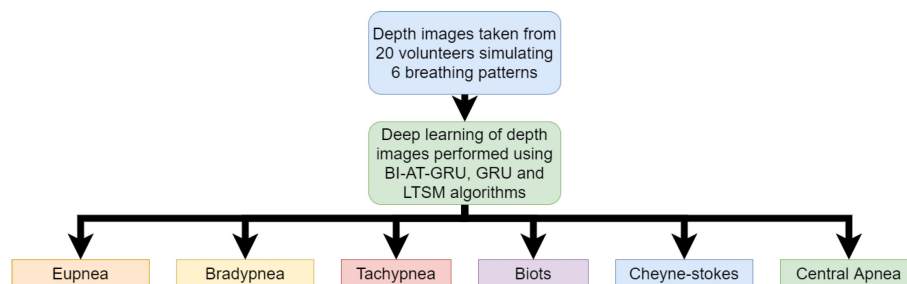 Depth images taken from
20 volunteers simulating
6 breathing patterns
Deep learning of depth
images performed using
BI-AT-GRU, GRU and
LTSM algorithms
Eupnea
Bradypnea
Tachypnea
Biots
Cheyne-stokes
Central Apnea